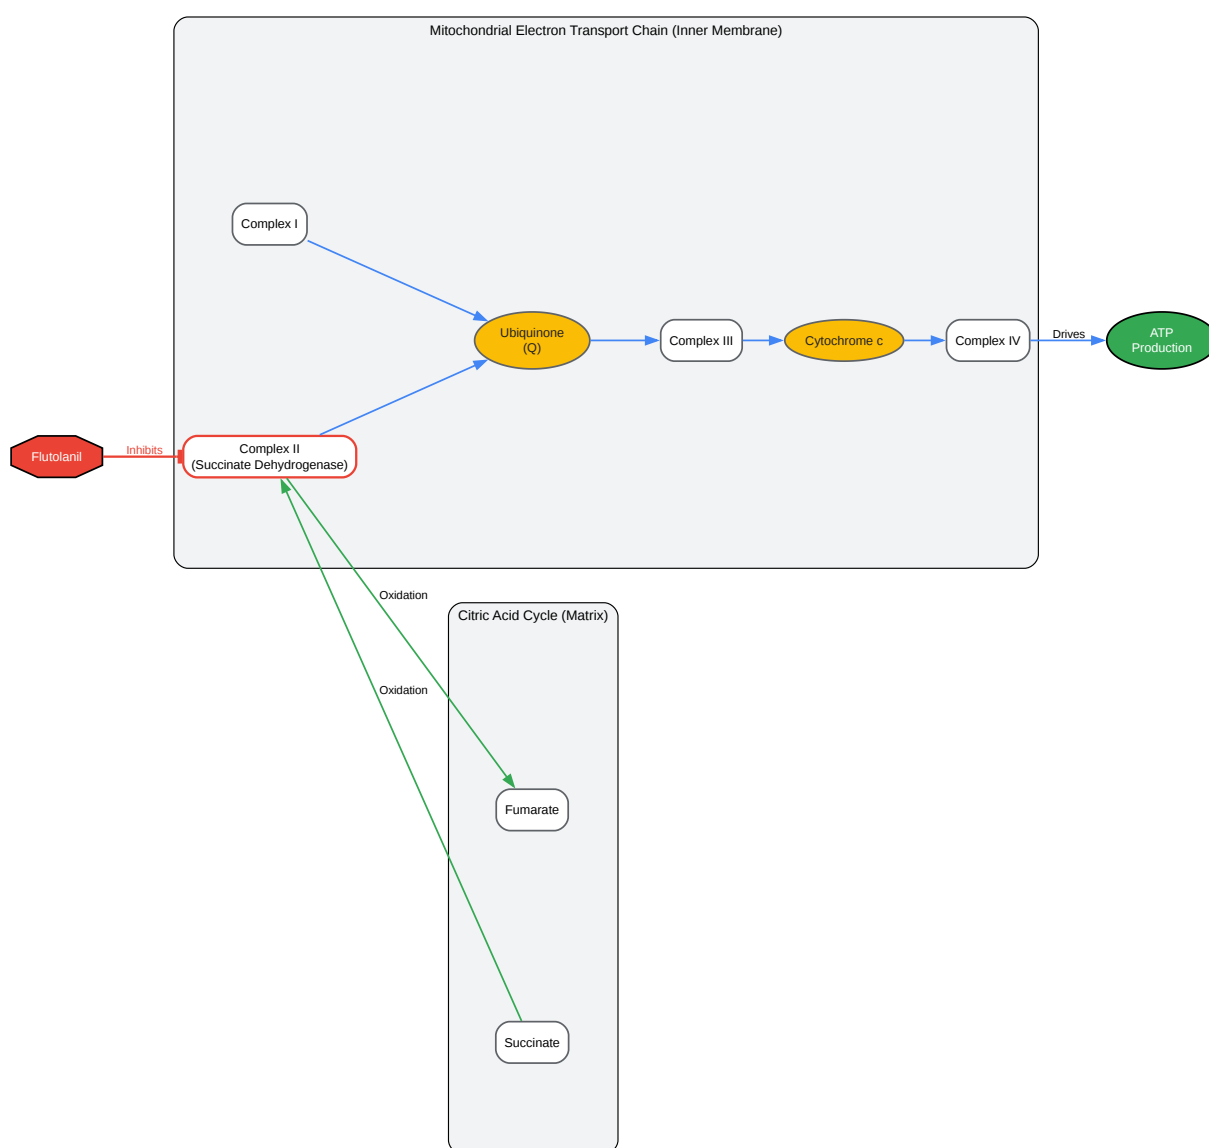 Mitochondrial Electron Transport Chain (Inner Membrane)
Complex I
Ubiquinone
(Q)
Complex III
Cytochrome c
Complex IV
Drives
ATP
Production
Flutolanil
Inhibits
Complex II
(Succinate Dehydrogenase)
Oxidation
Citric Acid Cycle (Matrix)
Oxidation
Fumarate
Succinate